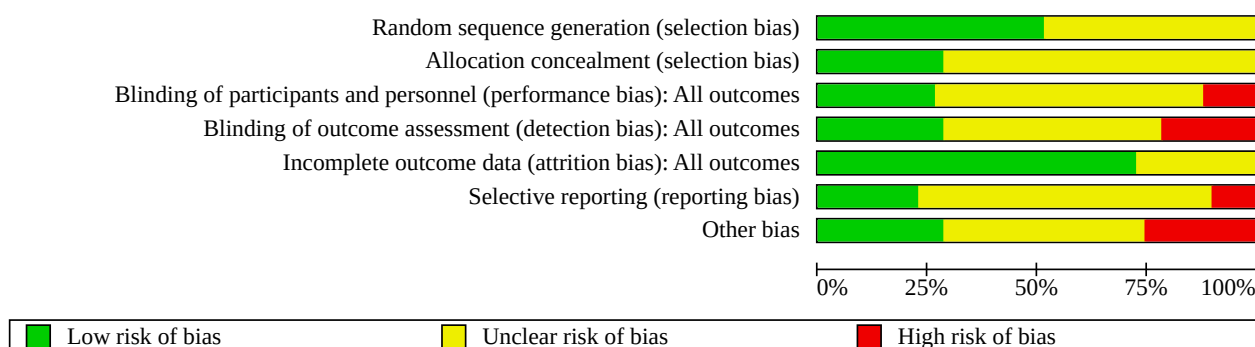 Random sequence generation (selection bias)
Allocation concealment (selection bias)
Blinding of participants and personnel (performance bias): All outcomes
Blinding of outcome assessment (detection bias): All outcomes
Incomplete outcome data (attrition bias): All outcomes
Selective reporting (reporting bias)
Other bias
0% 25% 50% 75% 100%
Low risk of bias Unclear risk of bias High risk of bias